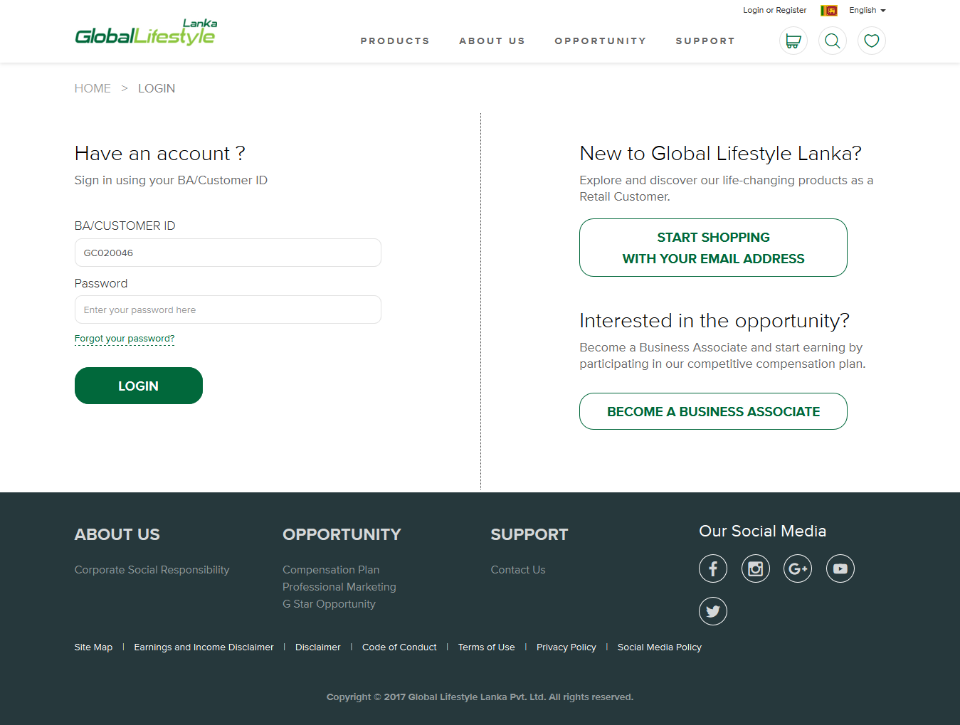 Login or Register English
Lanka
GlobalLifestyle
PRODUCTS ABOUT US OPPORTUNITY SUPPORT
HOME > LOGIN
Have an account ?
Sign in using your BA/Customer ID
BA/CUSTOMER ID
GC020046
Password
Enter your password here
Forgot your password?
LOGIN
New to Global Lifestyle Lanka?
Explore and discover our life-changing products as a
Retail Customer.
START SHOPPING
WITH YOUR EMAIL ADDRESS
Interested in the opportunity?
Become a Business Associate and start earning by
participating in our competitive compensation plan.
BECOME A BUSINESS ASSOCIATE
ABOUT US
Corporate Social Responsibility
OPPORTUNITY
Compensation Plan
Professional Marketing
G Star Opportunity
SUPPORT
Contact Us
Our Social Media
Site Map | Earnings and Income Disclaimer | Disclaimer | Code of Conduct | Terms of Use | Privacy Policy | Social Media Policy
Copyright © 2017 Global Lifestyle Lanka Pvt. Ltd. All rights reserved.